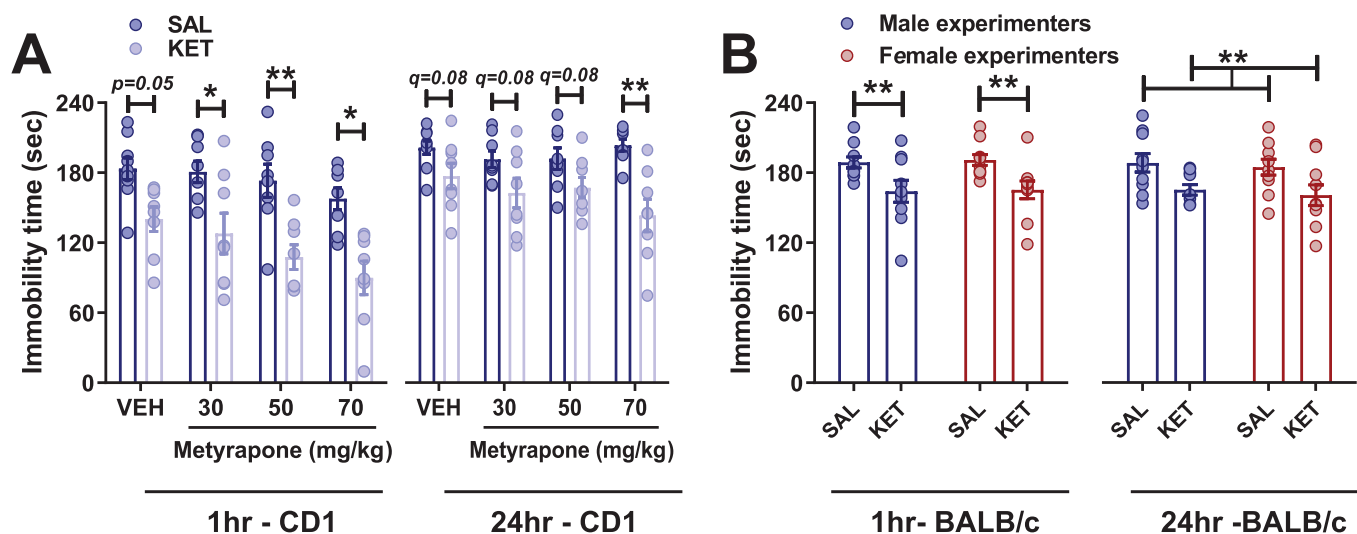 A
SAL
KET
Immobility time (sec)
240
180
120
60
0
p=0.05
*
**
*
q=0.08
q=0.08
q=0.08
**
VEH
30
50
70
VEH
30
50
70
Metyrapone (mg/kg)
Metyrapone (mg/kg)
1hr - CD1
24hr - CD1
B
Male experimenters
Female experimenters
Immobility time (sec)
240
180
120
60
0
**
**
**
SAL
KET
SAL
KET
SAL
KET
SAL
KET
1hr- BALB/c
24hr -BALB/c